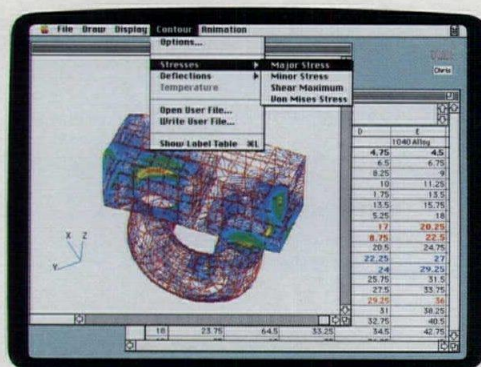 File Draw Display Contour Animation
Options...
Stresses
Deflections
Temperature
Open User File...
Write User File...
Show Label Table ⌘L
Major Stress
Minor Stress
Shear Maximum
Von Mises Stress
Chris
D E
1040 Alloy
4.75 4.5
6.5 6.75
8.25 9
10 11.25
1.75 13.5
13.5 15.75
5.25 18
17 20.25
8.75 22.5
20.5 24.75
22.25 27
24 29.25
25.75 31.5
27.5 33.75
29.25 36
31 38.25
32.75 40.5
18 23.75 64.5 33.25 34.5 42.75
X Z
Y